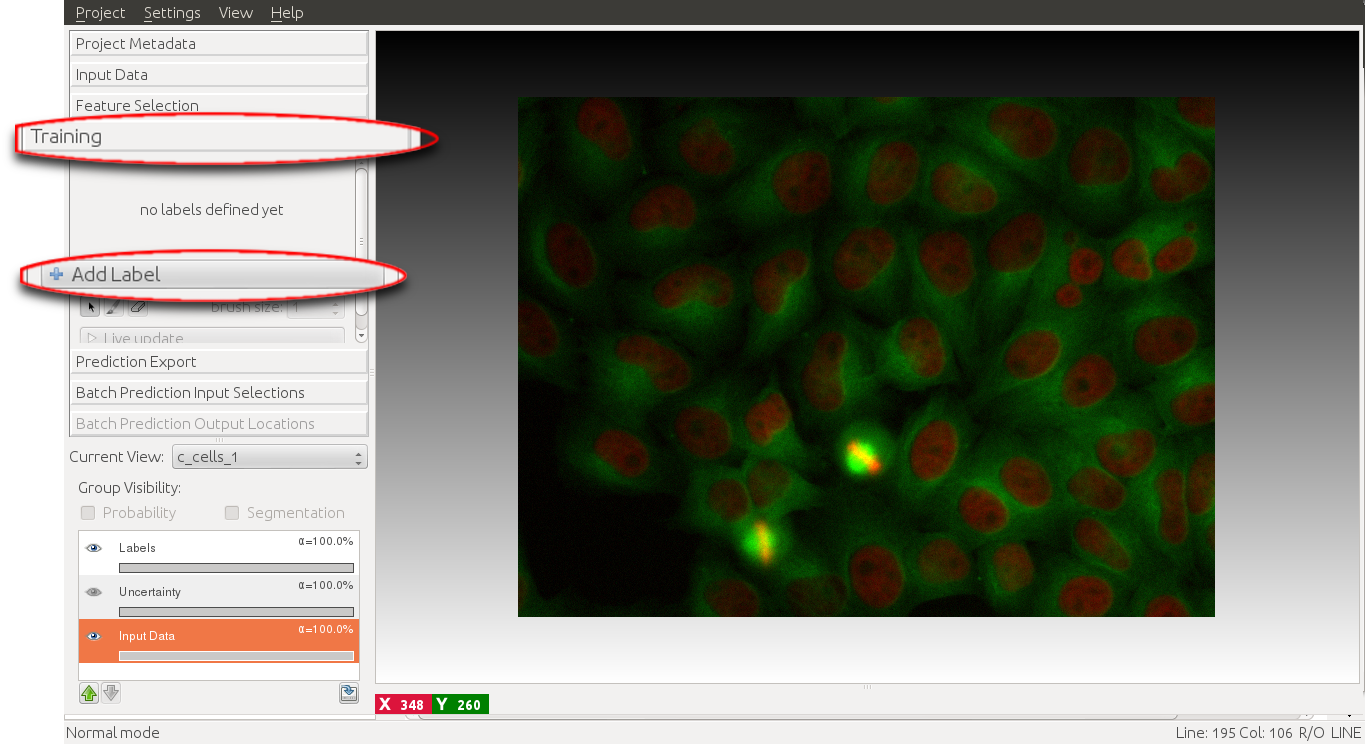 Project Settings View Help
Project Metadata
Input Data
Feature Selection
Training
no labels defined yet
Add Label
brush size: 1
Live update
Prediction Export
Batch Prediction Input Selections
Batch Prediction Output Locations
Current View: c_cells_1
Group Visibility:
Probability Segmentation
Labels α=100.0%
Uncertainty α=100.0%
Input Data α=100.0%
X 348 Y 260
Normal mode Line: 195 Col: 106 R/O LINE